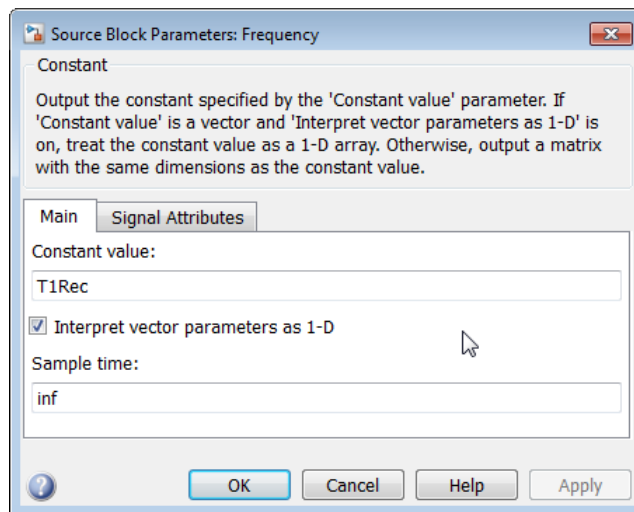 Source Block Parameters: Frequency
Constant
Output the constant specified by the 'Constant value' parameter. If
'Constant value' is a vector and 'Interpret vector parameters as 1-D' is
on, treat the constant value as a 1-D array. Otherwise, output a matrix
with the same dimensions as the constant value.
Main Signal Attributes
Constant value:
T1Rec
Interpret vector parameters as 1-D
Sample time:
inf
? OK Cancel Help Apply